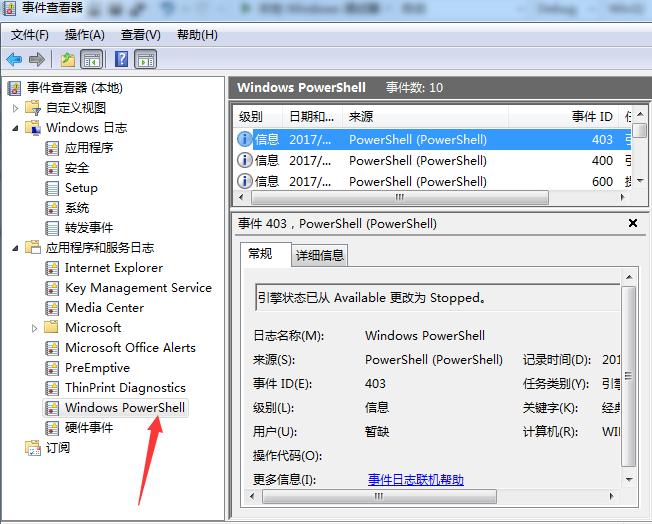 事件查看器
文件(F) 操作(A) 查看(V) 帮助(H)
事件查看器 (本地)
自定义视图
Windows 日志
应用程序
安全
Setup
系统
转发事件
应用程序和服务日志
Internet Explorer
Key Management Service
Media Center
Microsoft
Microsoft Office Alerts
PreEmptive
ThinPrint Diagnostics
Windows PowerShell
硬件事件
订阅
Windows PowerShell 事件数: 10
级别 日期和... 来源 事件 ID
信息 2017/... PowerShell (PowerShell) 403
信息 2017/... PowerShell (PowerShell) 400
信息 2017/... PowerShell (PowerShell) 600
事件 403，PowerShell (PowerShell)
常规 详细信息
引擎状态已从 Available 更改为 Stopped。
日志名称(M): Windows PowerShell
来源(S): PowerShell (PowerShell) 记录时间(D): 201
事件 ID(E): 403 任务类别(Y): 引擎
级别(L): 信息 关键字(K): 经典
用户(U): 暂缺 计算机(R): WI
操作代码(O):
更多信息(I): 事件日志联机帮助